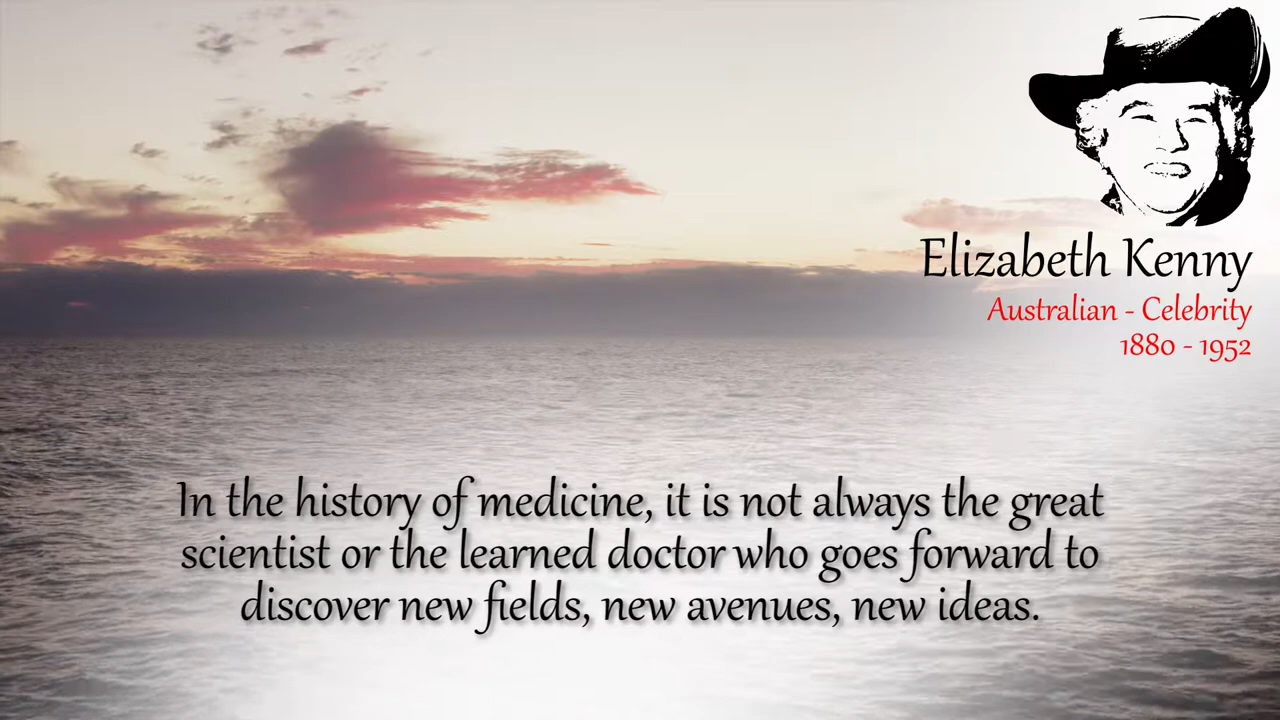 Elizabeth Kenny
Australian - Celebrity
1880 - 1952
In the history of medicine, it is not always the great
scientist or the learned doctor who goes forward to
discover new fields, new avenues, new ideas.